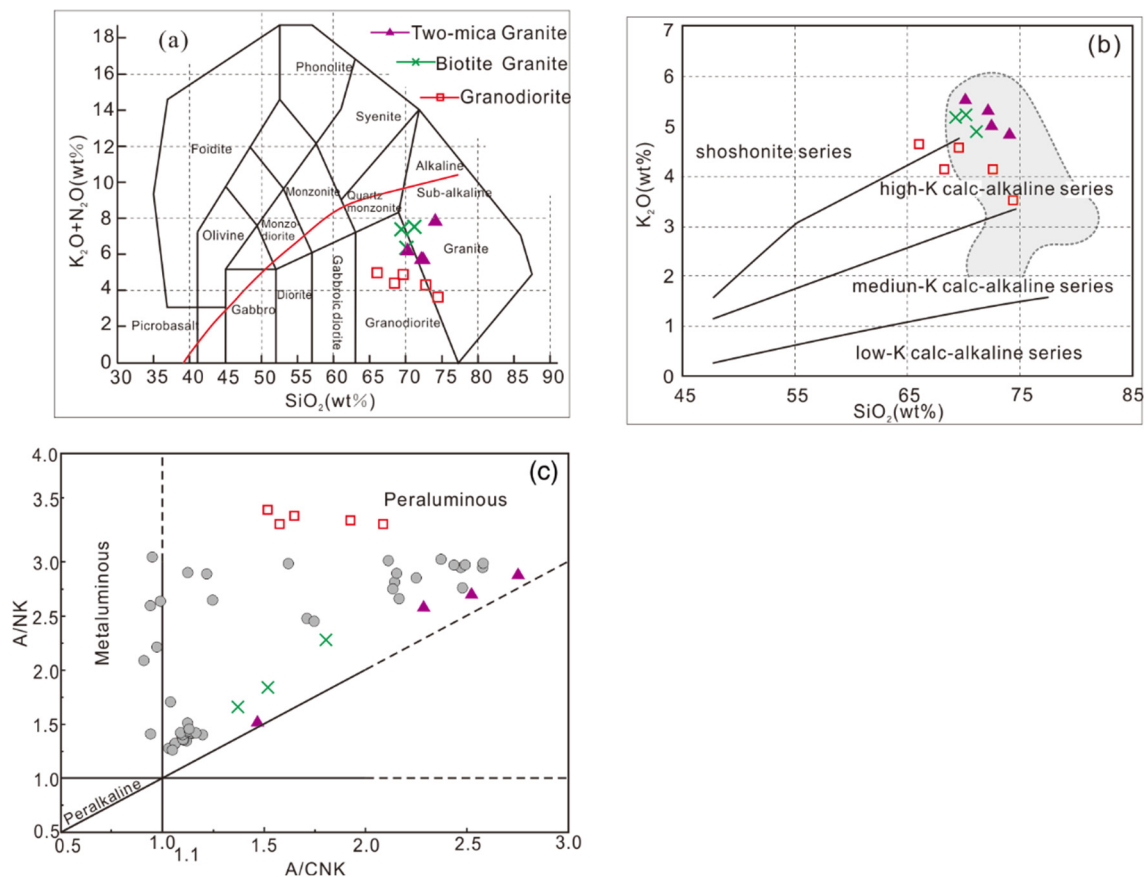 (a)
Two-mica Granite
Biotite Granite
Granodiorite
Phonolite
Syenite
Foidite
Alkaline
Sub-alkaline
Monzonite
Quartz
monzonite
Olivine
Monzo-
diorite
Granite
Gabbro
Diorite
Gabbroic diorite
Granodiorite
Picrobasalt
K2O+N2O(wt%)
18
16
14
12
10
8
6
4
2
0
30 35 40 45 50 55 60 65 70 75 80 85 90
SiO2(wt%)
(b)
shoshonite series
high-K calc-alkaline series
mediun-K calc-alkaline series
low-K calc-alkaline series
K2O(wt%)
7
6
5
4
3
2
1
0
45 55 65 75 85
SiO2(wt%)
(c)
Peraluminous
Metaluminous
Peralkaline
A/NK
4.0
3.5
3.0
2.5
2.0
1.5
1.0
0.5
0.5 1.0 1.5 2.0 2.5 3.0
1.1
A/CNK